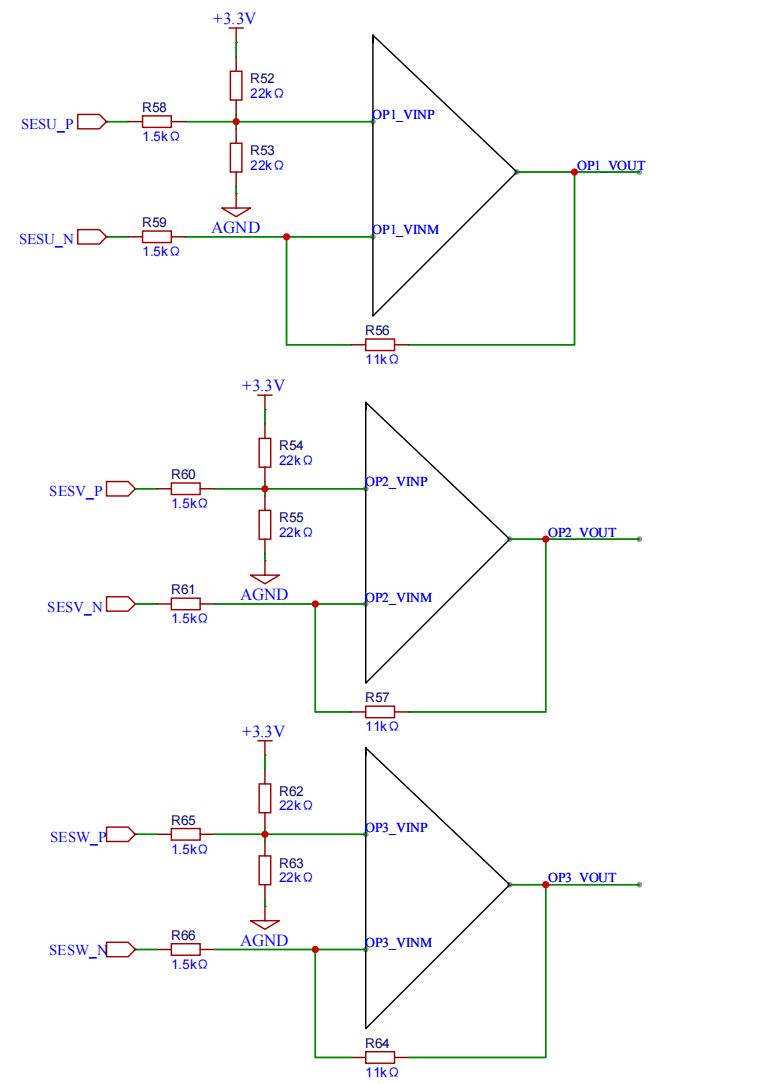 +3.3V
R52
22kΩ
R58
OP1_VINP
SESU_P
1.5kΩ
R53
22kΩ
OP1_VOUT
R59
AGND
OP1_VINM
SESU_N
1.5kΩ
R56
11kΩ
+3.3V
R54
22kΩ
R60
OP2_VINP
SESV_P
1.5kΩ
R55
22kΩ
OP2_VOUT
R61
AGND
OP2_VINM
SESV_N
1.5kΩ
R57
11kΩ
+3.3V
R62
22kΩ
R65
OP3_VINP
SESW_P
1.5kΩ
R63
22kΩ
OP3_VOUT
R66
AGND
OP3_VINM
SESW_N
1.5kΩ
R64
11kΩ